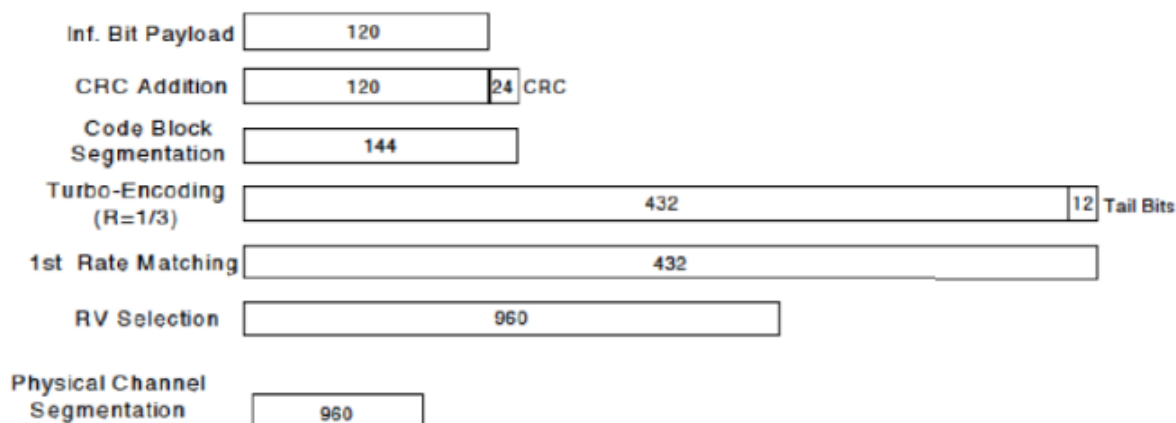 Inf. Bit Payload 120
CRC Addition 120 24 CRC
Code Block
Segmentation 144
Turbo-Encoding
(R=1/3) 432 12 Tail Bits
1st Rate Matching 432
RV Selection 960
Physical Channel
Segmentation 960